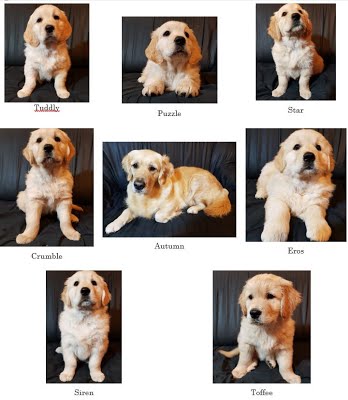 Tuddly
Puzzle
Star
Crumble
Autumn
Eros
Siren
Toffee